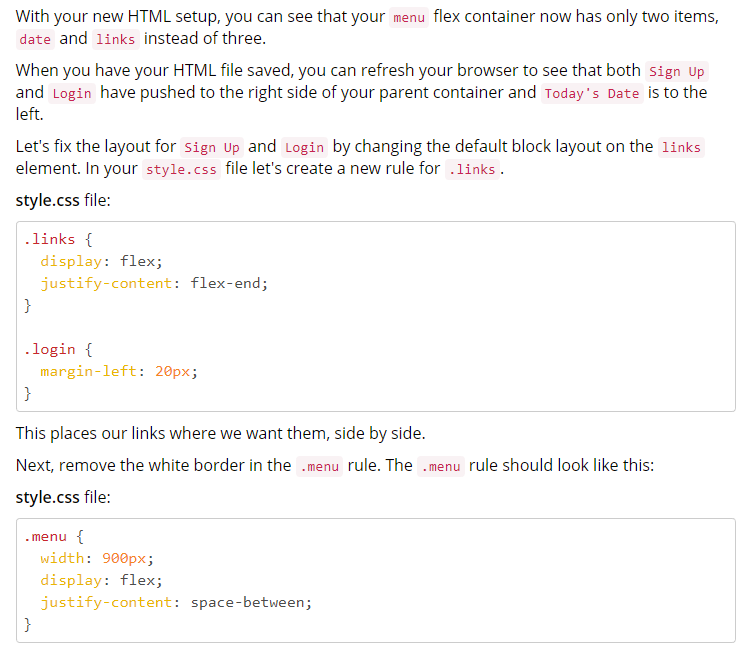 With your new HTML setup, you can see that your menu flex container now has only two items,
date and links instead of three.
When you have your HTML file saved, you can refresh your browser to see that both Sign Up
and Login have pushed to the right side of your parent container and Today's Date is to the
left.
Let's fix the layout for Sign Up and Login by changing the default block layout on the links
element. In your style.css file let's create a new rule for .links.
style.css file:
.links {
  display: flex;
  justify-content: flex-end;
}

.login {
  margin-left: 20px;
}
This places our links where we want them, side by side.
Next, remove the white border in the .menu rule. The .menu rule should look like this:
style.css file:
.menu {
  width: 900px;
  display: flex;
  justify-content: space-between;
}